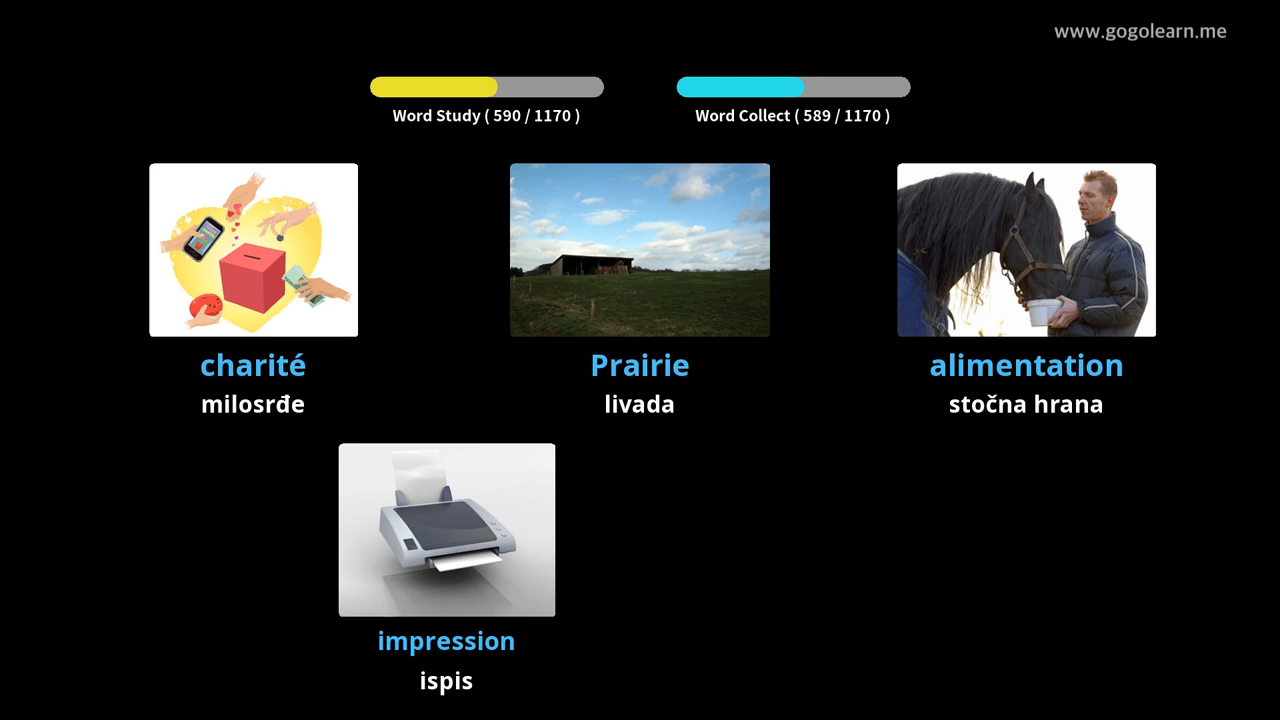 www.gogolearn.me
Word Study ( 590 / 1170 )
Word Collect ( 589 / 1170 )
charité
milosrđe
Prairie
livada
alimentation
stočna hrana
impression
ispis